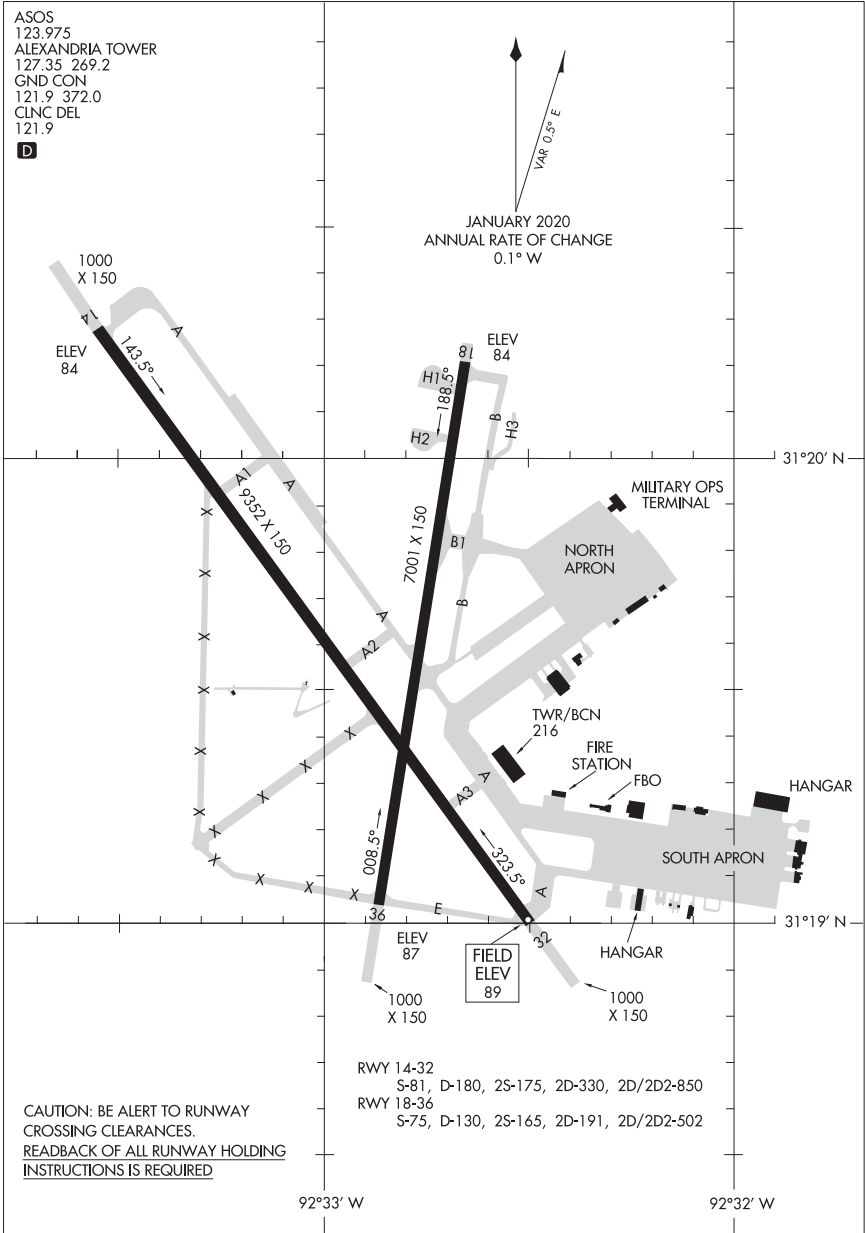 ASOS
123.975
ALEXANDRIA TOWER
127.35 269.2
GND CON
121.9 372.0
CLNC DEL
121.9
D
VAR 0.5° E
JANUARY 2020
ANNUAL RATE OF CHANGE
0.1° W
1000
X 150
14
ELEV
84
143.5°
A
18
ELEV
84
H1
188.5°
H2
B
H3
31°20' N
A1
A
9352 X 150
7001 X 150
B1
B
MILITARY OPS
TERMINAL
NORTH
APRON
X
X
X
X
X
X
A
A2
X
X
X
X
X
X
X
X
TWR/BCN
216
FIRE
STATION
FBO
HANGAR
A
A3
008.5°
323.5°
SOUTH APRON
A
36
E
32
31°19' N
ELEV
87
FIELD
ELEV
89
HANGAR
1000
X 150
1000
X 150
RWY 14-32
S-81, D-180, 2S-175, 2D-330, 2D/2D2-850
RWY 18-36
S-75, D-130, 2S-165, 2D-191, 2D/2D2-502
CAUTION: BE ALERT TO RUNWAY
CROSSING CLEARANCES.
READBACK OF ALL RUNWAY HOLDING
INSTRUCTIONS IS REQUIRED
92°33' W
92°32' W